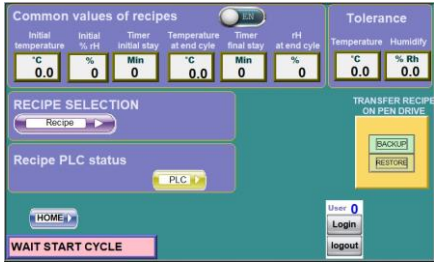 Common values of recipes
EN
Initial temperature
Initial % rH
Timer initial stay
Temperature at end cyle
Timer final stay
rH at end cyle
°C
%
Min
°C
Min
%
0.0
0
0
0.0
0
0
Tolerance
Temperature
Humidify
°C
% Rh
0.0
0.0
RECIPE SELECTION
Recipe
Recipe PLC status
PLC
TRANSFER RECIPE
ON PEN DRIVE
BACKUP
RESTORE
HOME
User 0
Login
logout
WAIT START CYCLE